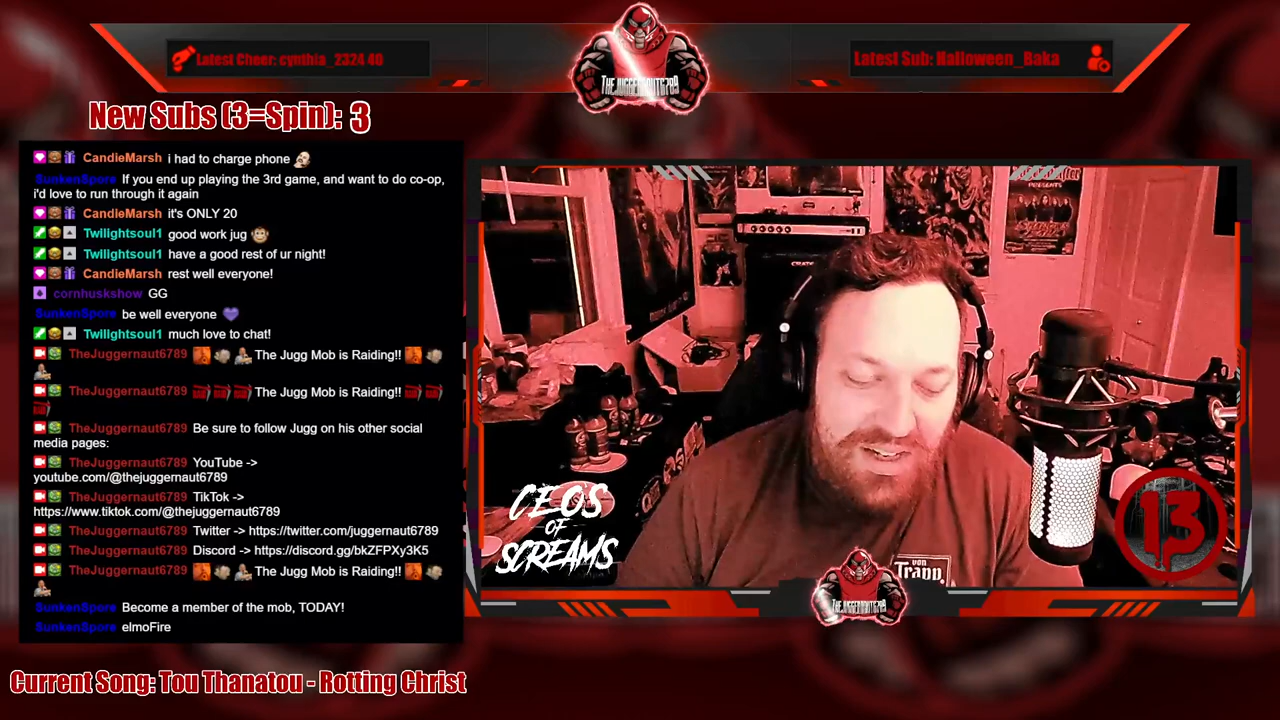 Latest Cheer: cynthia_2324 40
THEJUGGERNAUT6789
Latest Sub: Halloween_Baka
New Subs (3=Spin): 3
CandieMarsh i had to charge phone
SunkenSpore If you end up playing the 3rd game, and want to do co-op,
i'd love to run through it again
CandieMarsh it's ONLY 20
Twilightsoul1 good work jug
Twilightsoul1 have a good rest of ur night!
CandieMarsh rest well everyone!
cornhuskshow GG
SunkenSpore be well everyone
Twilightsoul1 much love to chat!
TheJuggernaut6789 The Jugg Mob is Raiding!!
TheJuggernaut6789 The Jugg Mob is Raiding!!
TheJuggernaut6789 Be sure to follow Jugg on his other social
media pages:
TheJuggernaut6789 YouTube ->
youtube.com/@thejuggernaut6789
TheJuggernaut6789 TikTok ->
https://www.tiktok.com/@thejuggernaut6789
TheJuggernaut6789 Twitter -> https://twitter.com/juggernaut6789
TheJuggernaut6789 Discord -> https://discord.gg/bkZFPXy3K5
TheJuggernaut6789 The Jugg Mob is Raiding!!
SunkenSpore Become a member of the mob, TODAY!
SunkenSpore elmoFire
PRESENTS
CRATE
CEOS
OF
SCREAMS
13
von
Trapp
THEJUGGERNAUT6789
Current Song: Tou Thanatou - Rotting Christ